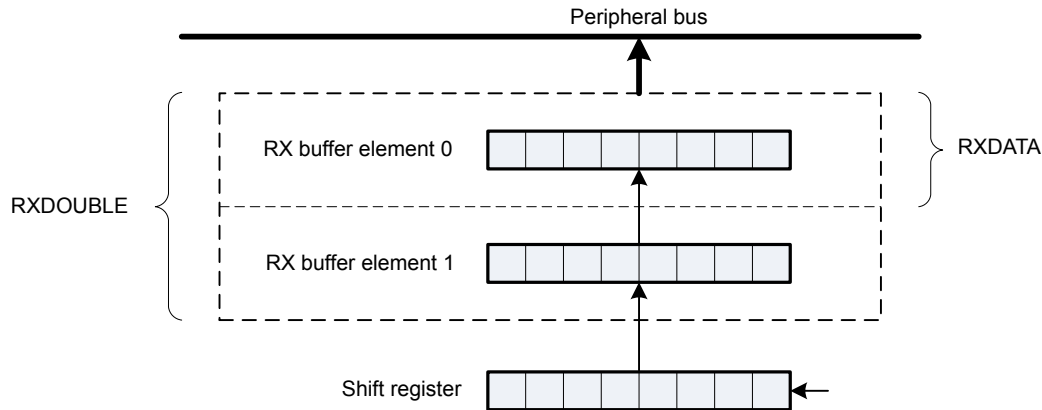 Peripheral bus
RX buffer element 0
RXDATA
RXDOUBLE
RX buffer element 1
Shift register